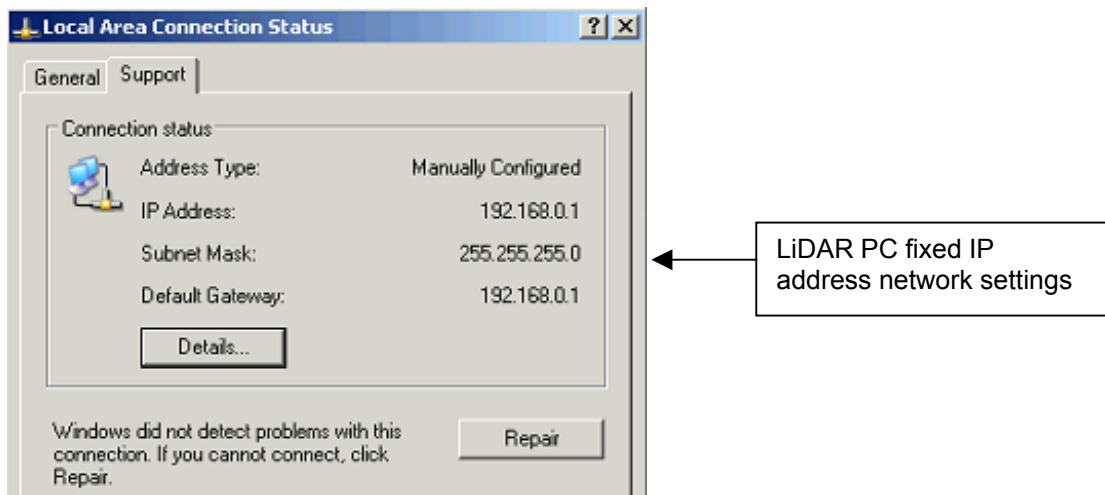 Local Area Connection Status
? X
General Support
Connection status
Address Type: Manually Configured
IP Address: 192.168.0.1
Subnet Mask: 255.255.255.0
Default Gateway: 192.168.0.1
Details...
Windows did not detect problems with this
connection. If you cannot connect, click
Repair.
Repair
LiDAR PC fixed IP
address network settings